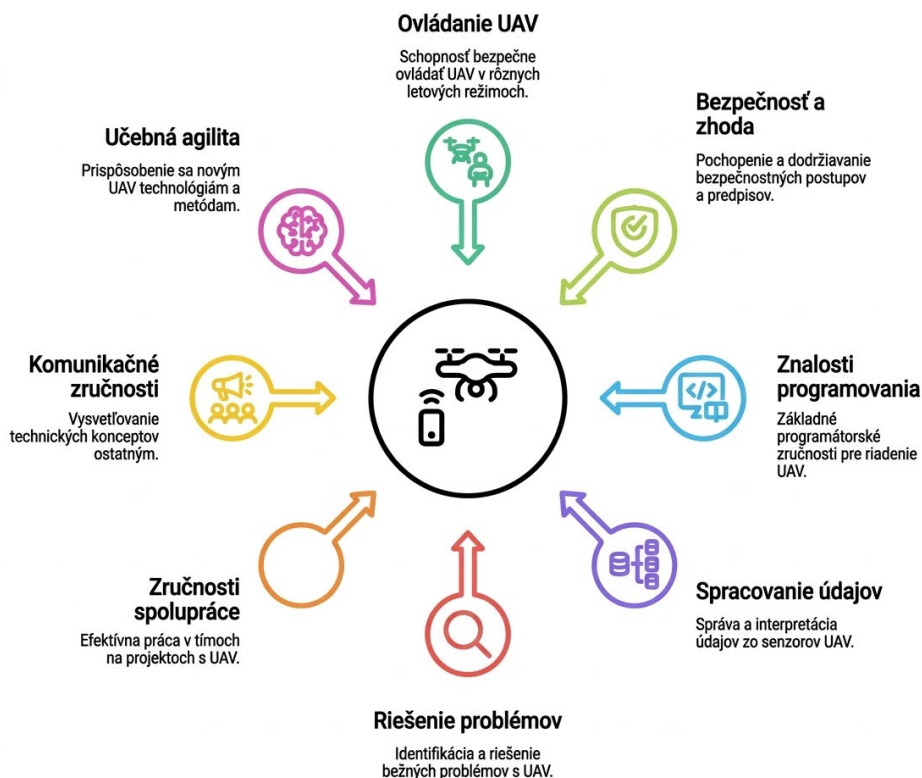 Ovládanie UAV
Schopnosť bezpečne
ovládať UAV v rôznych
letových režimoch.
Bezpečnosť a
zhoda
Pochopenie a dodržiavanie
bezpečnostných postupov
a predpisov.
Znalosti
programovania
Základné
programátorské
zručnosti pre riadenie
UAV.
Spracovanie údajov
Správa a interpretácia
údajov zo senzorov UAV.
Riešenie problémov
Identifikácia a riešenie
bežných problémov s UAV.
Zručnosti
spolupráce
Efektívna práca v tímoch
na projektoch s UAV.
Komunikačné
zručnosti
Vysvetľovanie
technických konceptov
ostatným.
Učebná agilita
Prispôsobenie sa novým
UAV technológiám a
metódam.